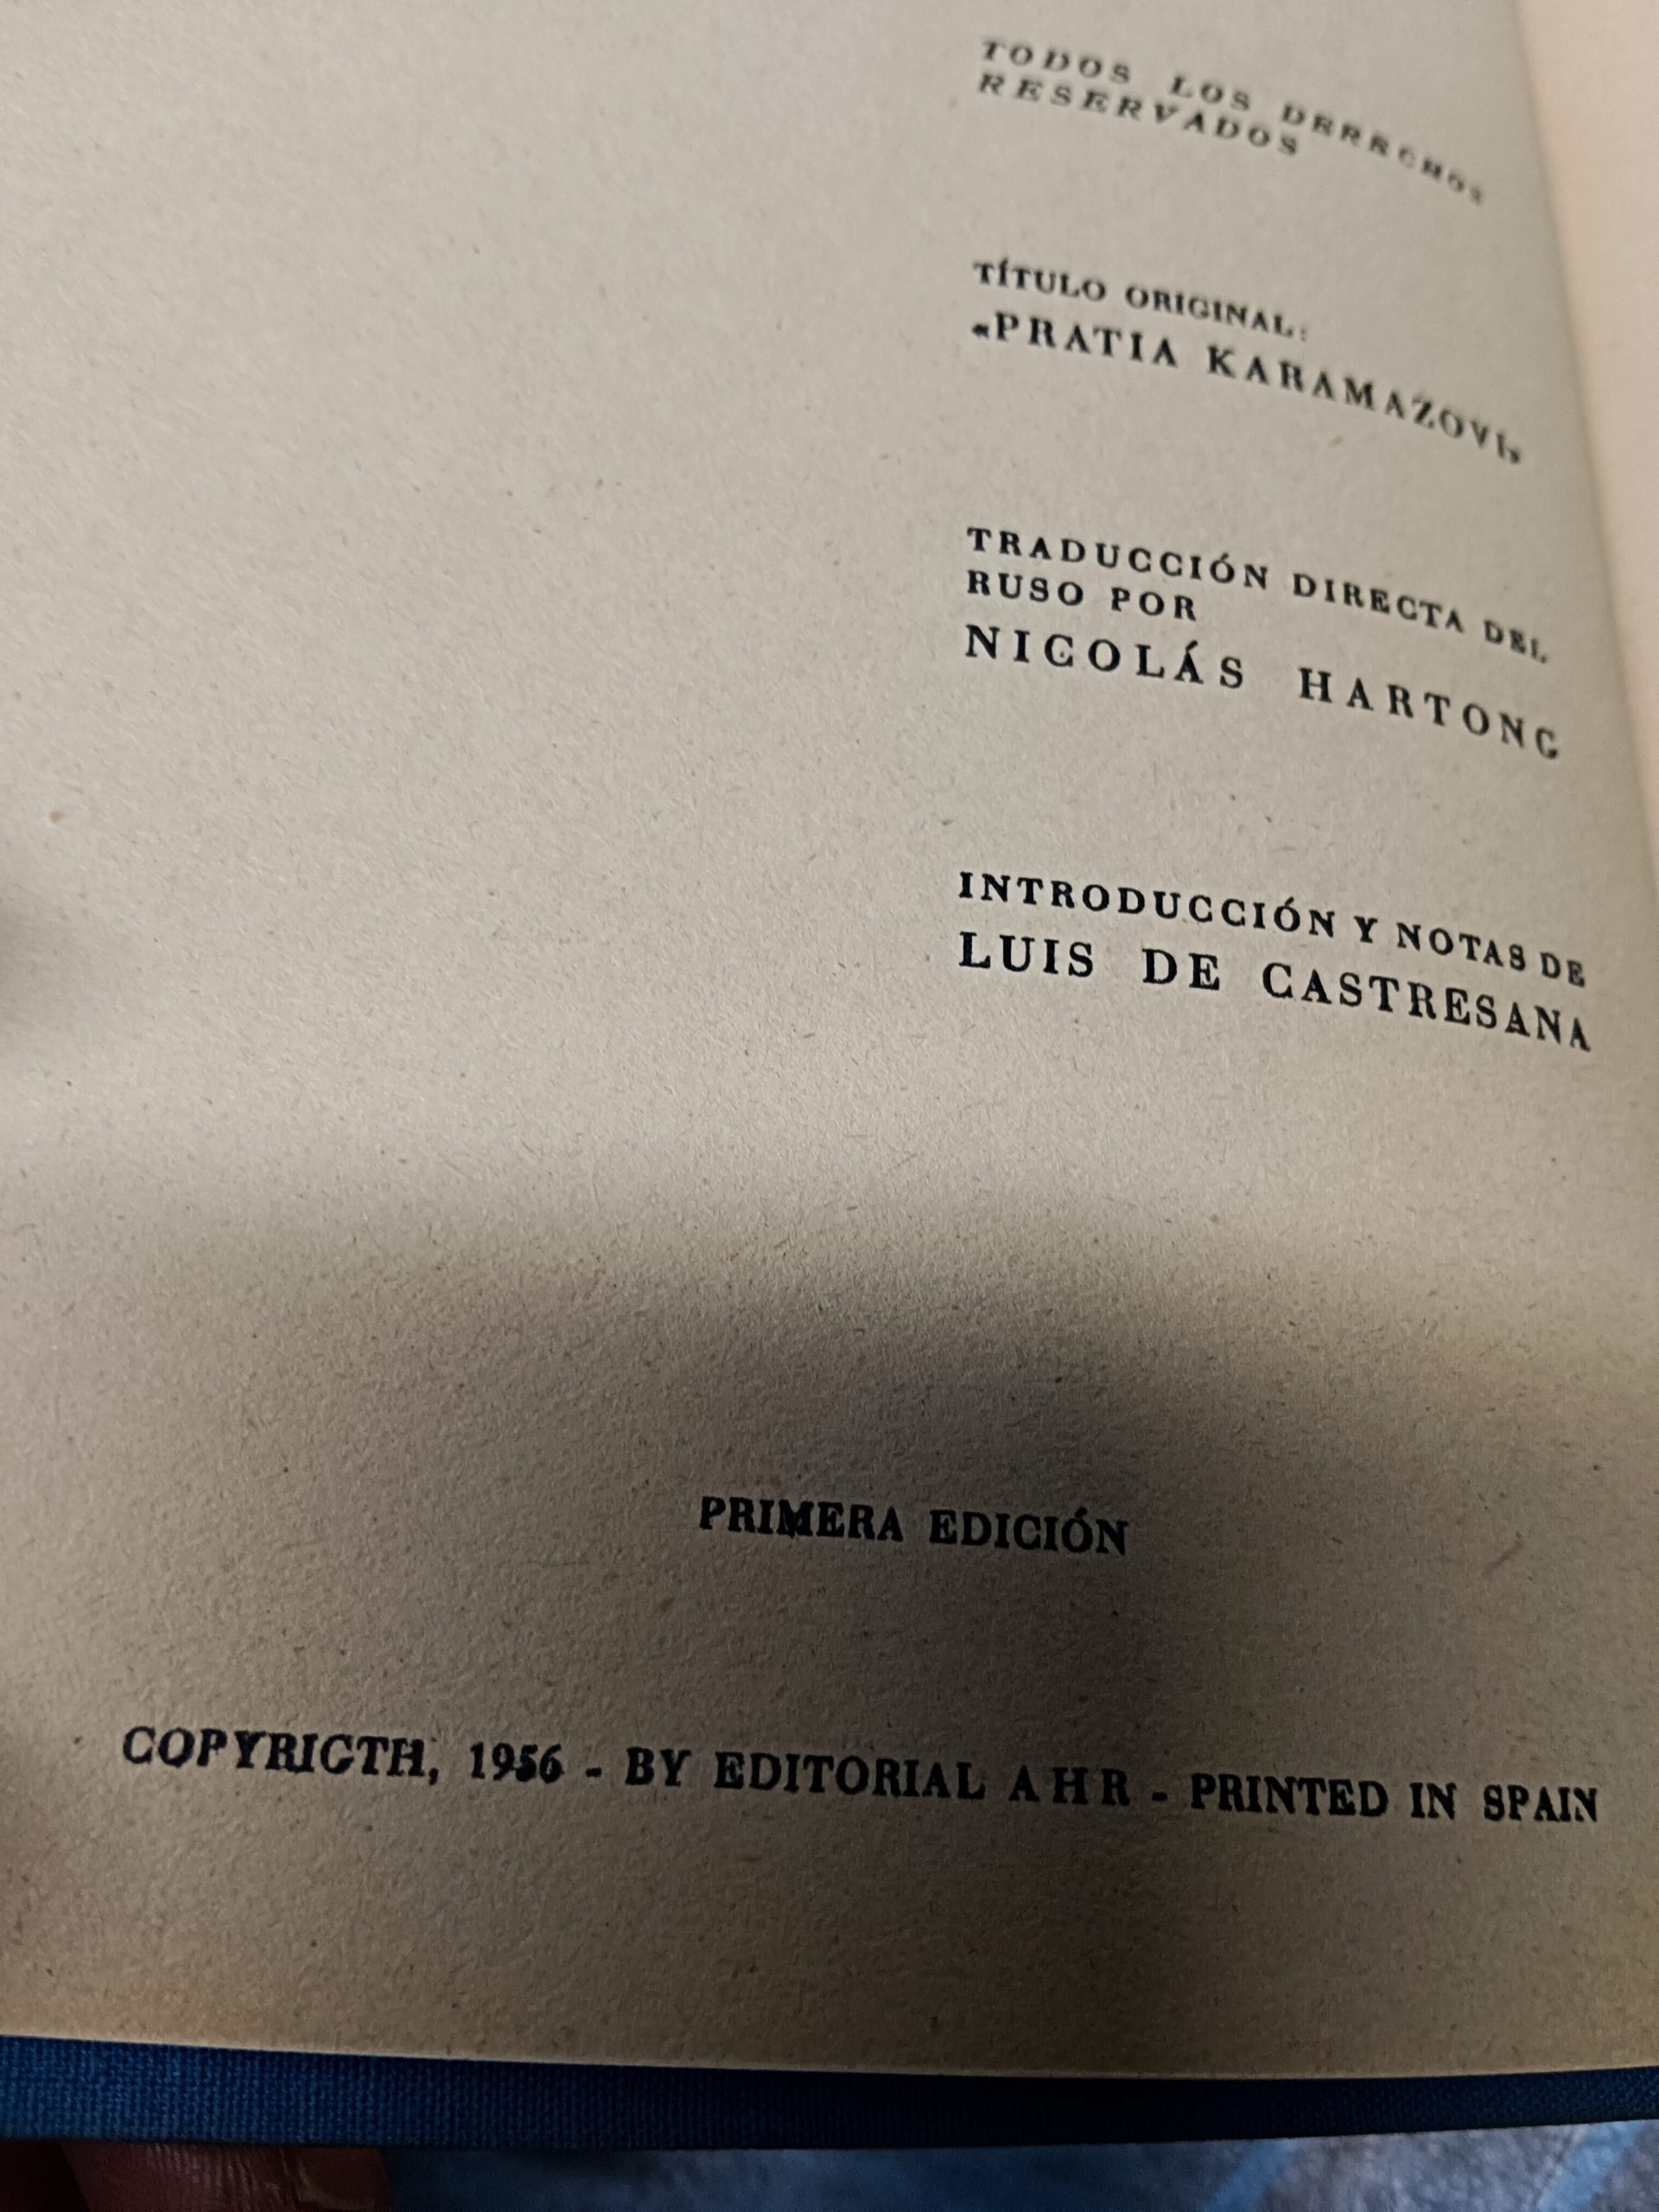 TODOS LOS DERECHOS
RESERVADOS
TÍTULO ORIGINAL:
«PRATIA KARAMAZOVI»
TRADUCCIÓN DIRECTA DEL
RUSO POR
NICOLÁS HARTONG
INTRODUCCIÓN Y NOTAS DE
LUIS DE CASTRESANA
PRIMERA EDICIÓN
COPYRIGTH, 1956 - BY EDITORIAL AHR - PRINTED IN SPAIN